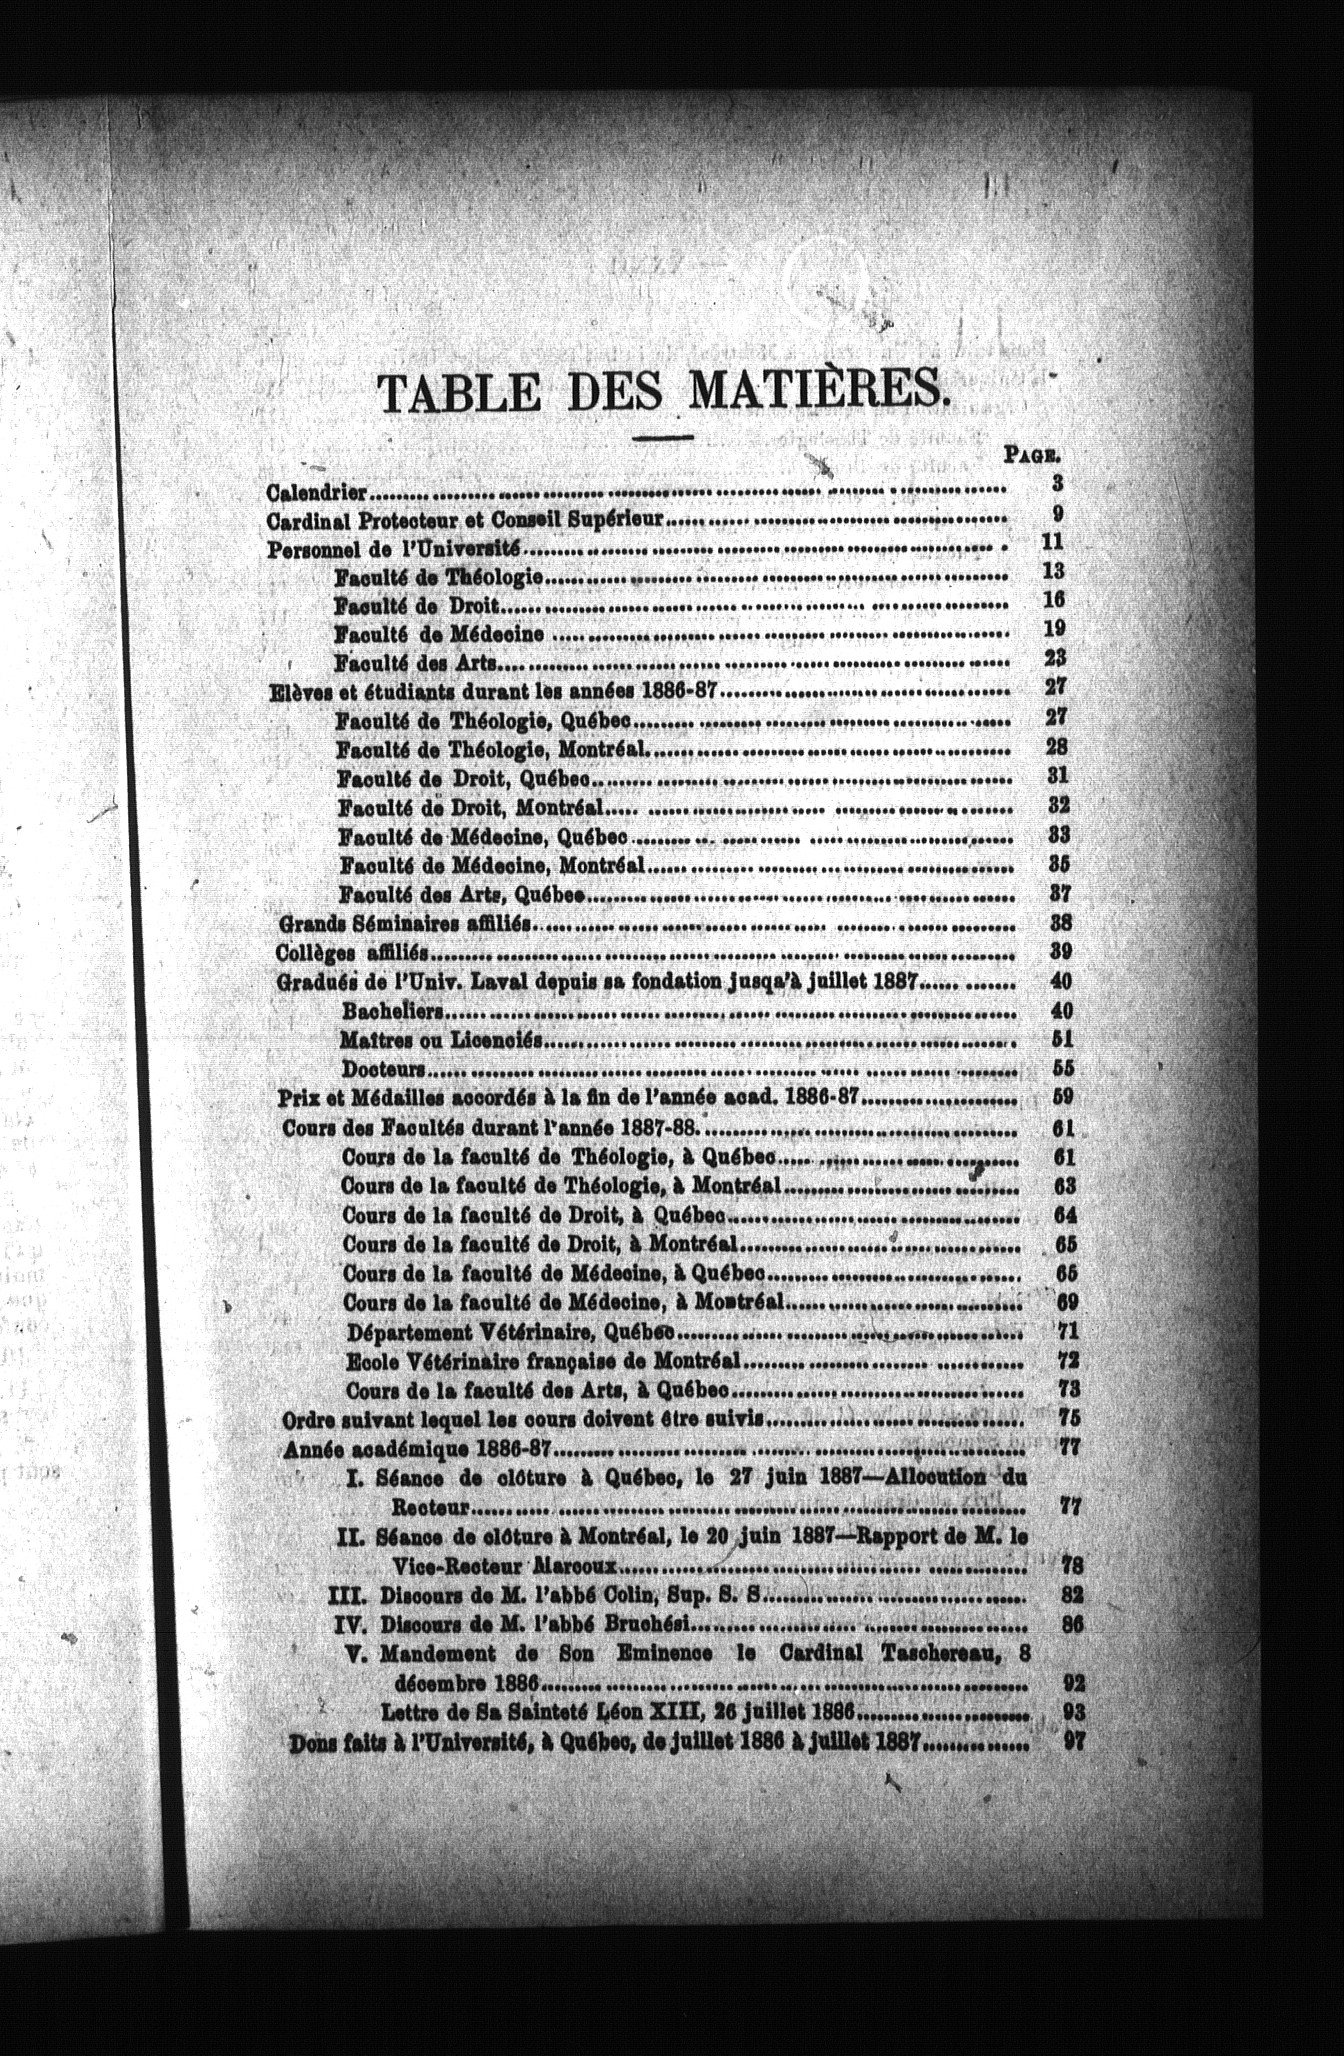 TABLE DES MATIÈRES.
PAGE.
Calendrier........ 3
Cardinal Protecteur et Conseil Supérieur........ 9
Personnel de l'Université........ 11
Faculté de Théologie........ 13
Faculté de Droit........ 16
Faculté de Médecine ........ 19
Faculté des Arts........ 23
Elèves et étudiants durant les années 1886-87........ 27
Faculté de Théologie, Québec........ 27
Faculté de Théologie, Montréal........ 28
Faculté de Droit, Québec........ 31
Faculté de Droit, Montréal........ 32
Faculté de Médecine, Québec ........ 33
Faculté de Médecine, Montréal........ 35
Faculté des Arts, Québec........ 37
Grands Séminaires affiliés........ 38
Collèges affiliés........ 39
Gradués de l'Univ. Laval depuis sa fondation jusqa'à juillet 1887........ 40
Bacheliers........ 40
Maîtres ou Licenciés........ 51
Docteurs........ 55
Prix et Médailles accordés à la fin de l'année acad. 1886-87........ 59
Cours des Facultés durant l'année 1887-88........ 61
Cours de la faculté de Théologie, à Québec........ 61
Cours de la faculté de Théologie, à Montréal........ 63
Cours de la faculté de Droit, à Québec........ 64
Cours de la faculté de Droit, à Montréal........ 65
Cours de la faculté de Médecine, à Québec........ 65
Cours de la faculté de Médecine, à Montréal........ 69
Département Vétérinaire, Québec........ 71
Ecole Vétérinaire française de Montréal........ 72
Cours de la faculté des Arts, à Québec........ 73
Ordre suivant lequel les cours doivent être suivis........ 75
Année académique 1886-87........ 77
I. Séance de clôture à Québec, le 27 juin 1887—Allocution du
Recteur........ 77
II. Séance de clôture à Montréal, le 20 juin 1887—Rapport de M. le
Vice-Recteur Marcoux........ 78
III. Discours de M. l'abbé Colin, Sup. S. S........ 82
IV. Discours de M. l'abbé Bruchési........ 86
V. Mandement de Son Eminence le Cardinal Taschereau, 8
décembre 1886........ 92
Lettre de Sa Sainteté Léon XIII, 26 juillet 1886........ 93
Dons faits à l'Université, à Québec, de juillet 1886 à juillet 1887........ 97